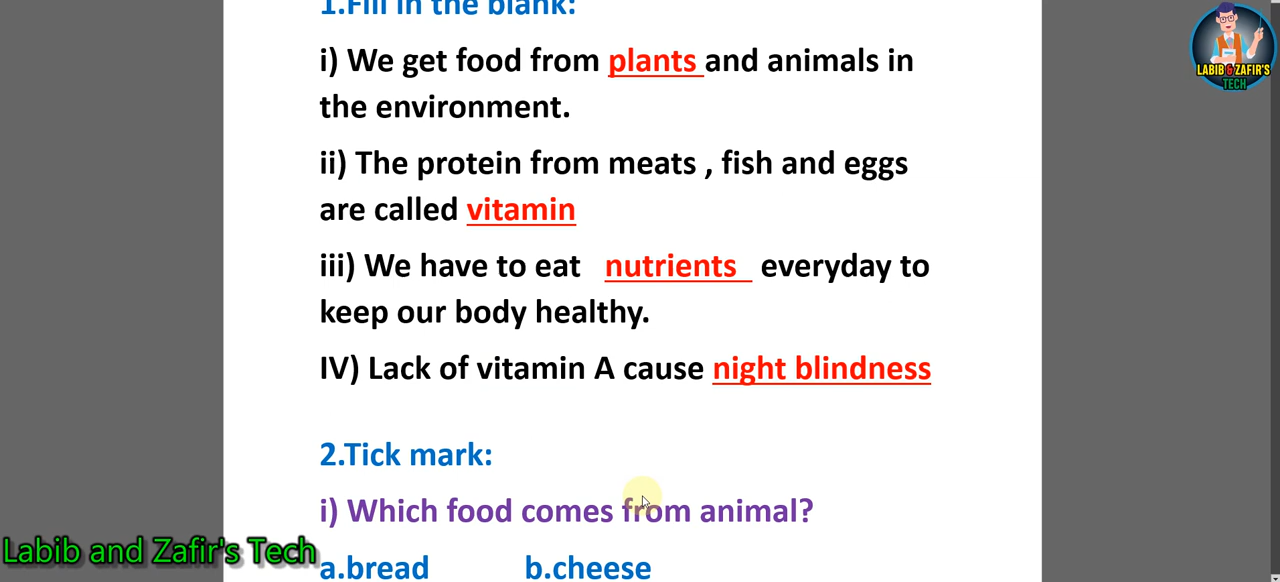 1.Fill in the blank:
i) We get food from plants and animals in
the environment.
ii) The protein from meats , fish and eggs
are called vitamin
iii) We have to eat nutrients everyday to
keep our body healthy.
IV) Lack of vitamin A cause night blindness
2.Tick mark:
i) Which food comes from animal?
a.bread b.cheese
Labib and Zafir's Tech
LABIB & ZAFIR'S
TECH